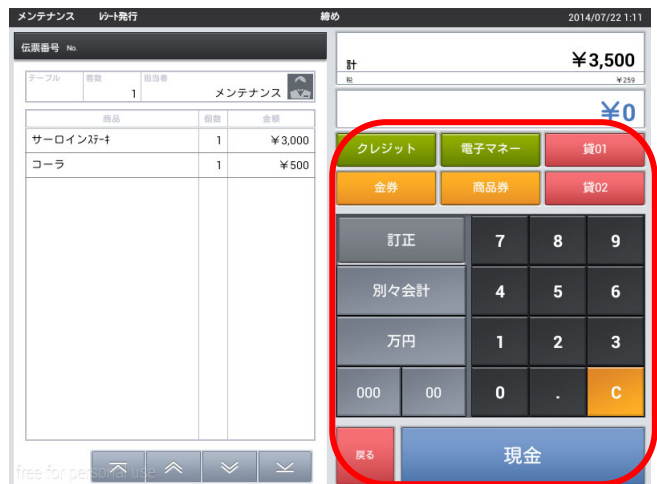 メンテナンス レシート発行 締め 2014/07/22 1:11
伝票番号 No.
テーブル 客数 担当者
1 メンテナンス
商品 個数 金額
サーロインステーキ 1 ¥3,000
コーラ 1 ¥500
計 ¥3,500
税 ¥259
¥0
クレジット 電子マネー 貸01
金券 商品券 貸02
訂正 7 8 9
別々会計 4 5 6
万円 1 2 3
000 00 0 . C
戻る 現金
free for personal use